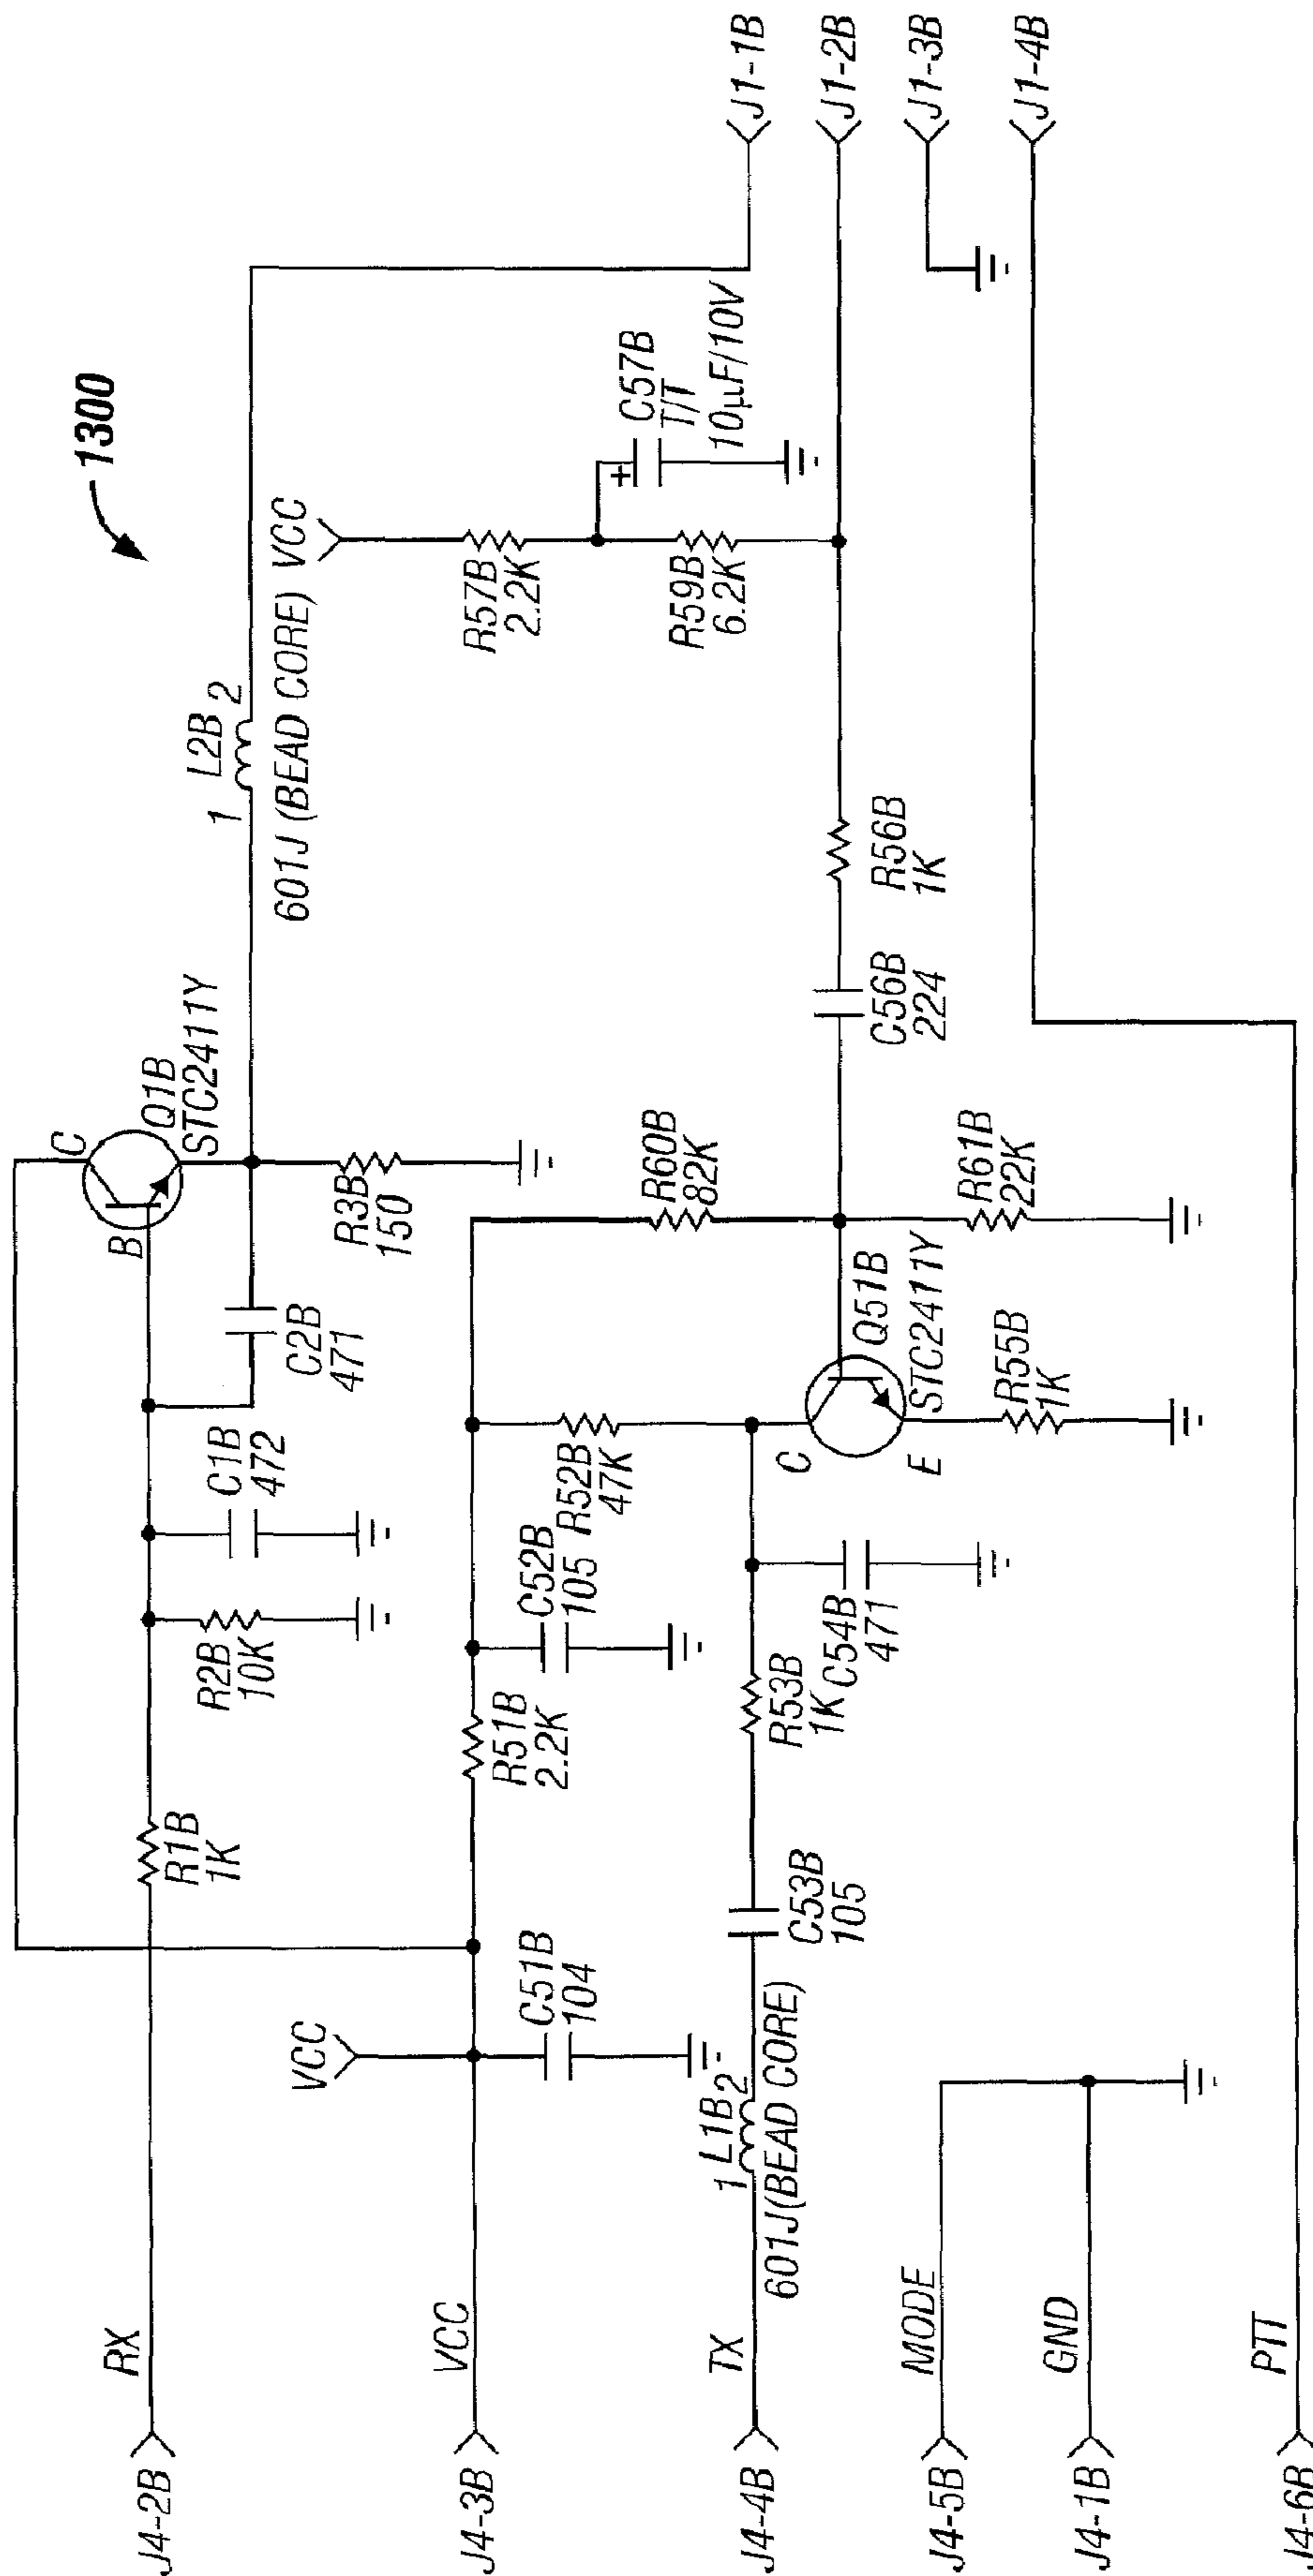 1300
J4-2B
RX
R1B
1K
R2B
10K
C1B
472
C2B
471
B
C
Q1B
STC2411Y
R3B
150
1
L2B
2
601J (BEAD CORE)
J1-1B
J4-3B
VCC
VCC
C51B
104
R51B
2.2K
C52B
105
R52B
47K
R60B
82K
VCC
R57B
2.2K
C57B
T/T
10μF/10V
+
R59B
6.2K
J4-4B
TX
1
L1B
2
601J(BEAD CORE)
C53B
105
R53B
1K
C54B
471
C
E
Q51B
STC2411Y
R55B
1K
R61B
22K
C56B
224
R56B
1K
J1-2B
J1-3B
J4-5B
MODE
J4-1B
GND
J4-6B
PTT
J1-4B